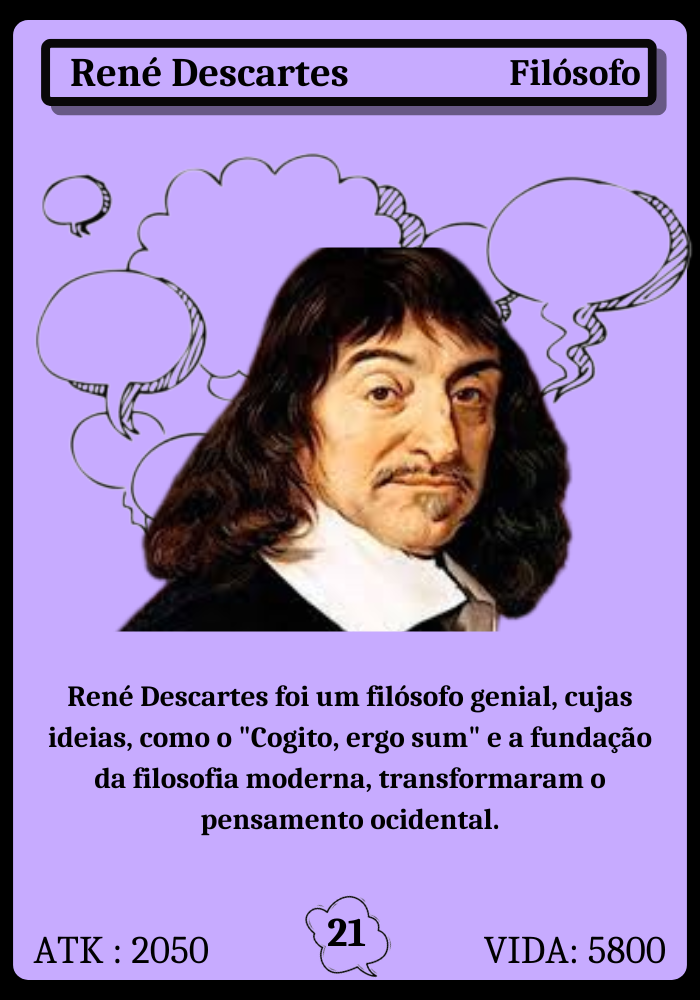 René Descartes Filósofo
René Descartes foi um filósofo genial, cujas
ideias, como o "Cogito, ergo sum" e a fundação
da filosofia moderna, transformaram o
pensamento ocidental.
ATK : 2050 21 VIDA: 5800